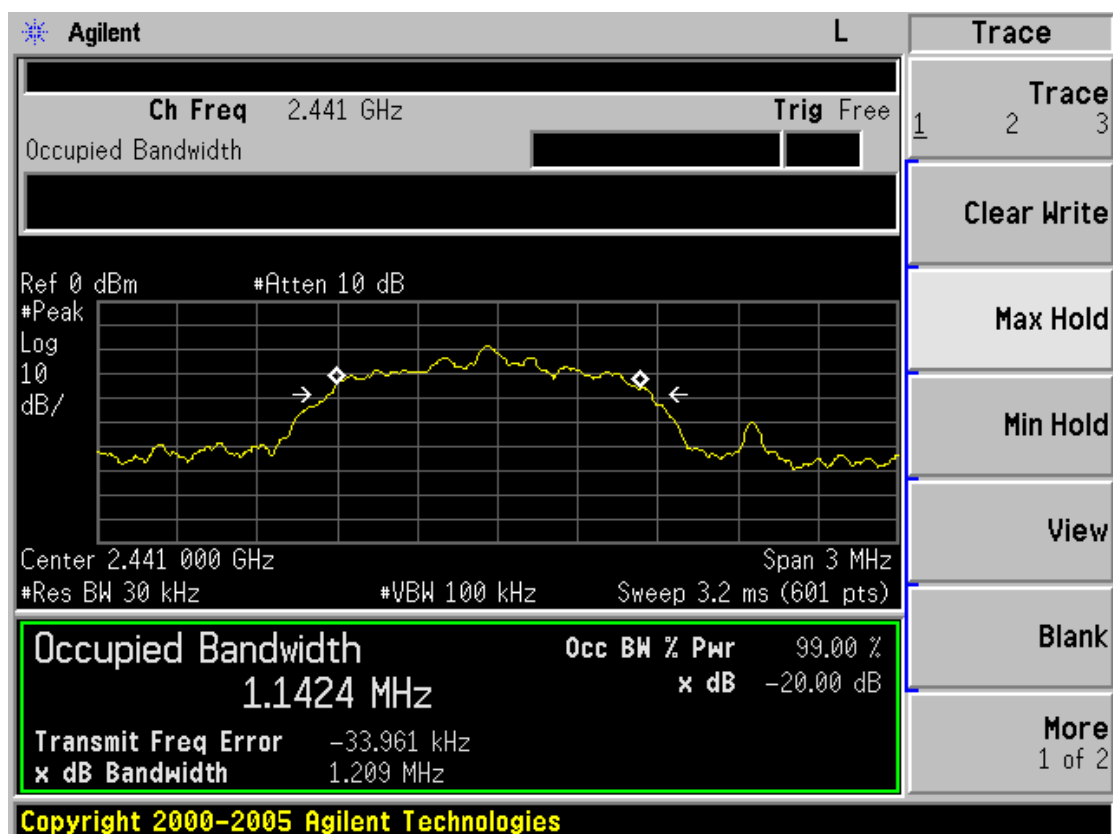 Agilent L Trace
Ch Freq 2.441 GHz Trig Free
Occupied Bandwidth
Trace
1 2 3
Clear Write
Ref 0 dBm #Atten 10 dB
#Peak
Log
10
dB/
Max Hold
Min Hold
View
Center 2.441 000 GHz Span 3 MHz
#Res BW 30 kHz #VBW 100 kHz Sweep 3.2 ms (601 pts)
Occupied Bandwidth
1.1424 MHz
Occ BW % Pwr 99.00 %
x dB -20.00 dB
Transmit Freq Error -33.961 kHz
x dB Bandwidth 1.209 MHz
Blank
More
1 of 2
Copyright 2000-2005 Agilent Technologies